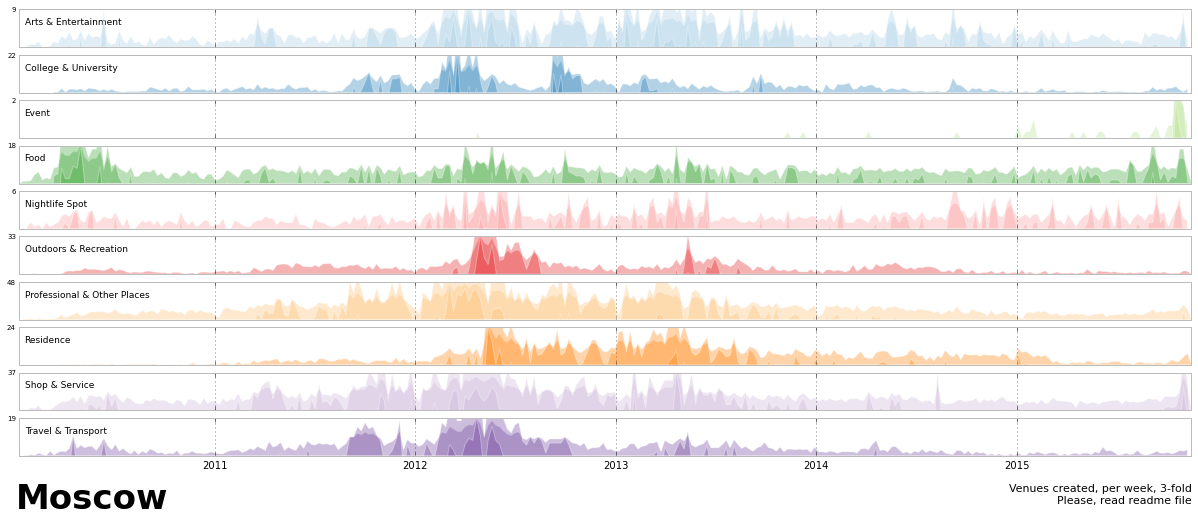 9
Arts & Entertainment
22
College & University
2
Event
18
Food
6
Nightlife Spot
33
Outdoors & Recreation
48
Professional & Other Places
24
Residence
37
Shop & Service
19
Travel & Transport
2011 2012 2013 2014 2015
Moscow
Venues created, per week, 3-fold
Please, read readme file